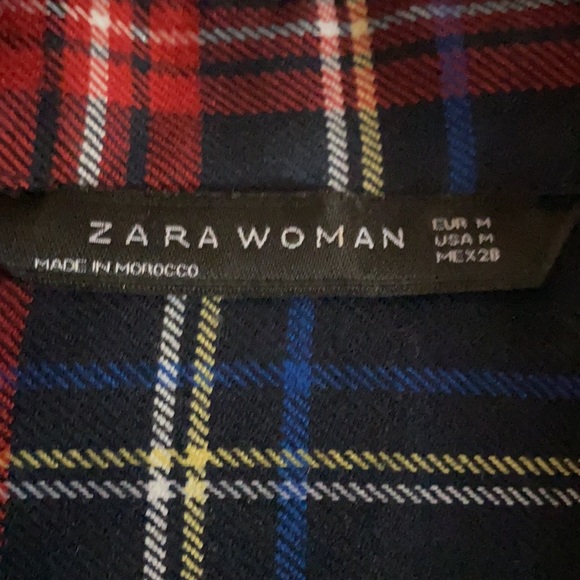 ZARA WOMAN
MADE IN MOROCCO
EUR M
USA M
MEX 28